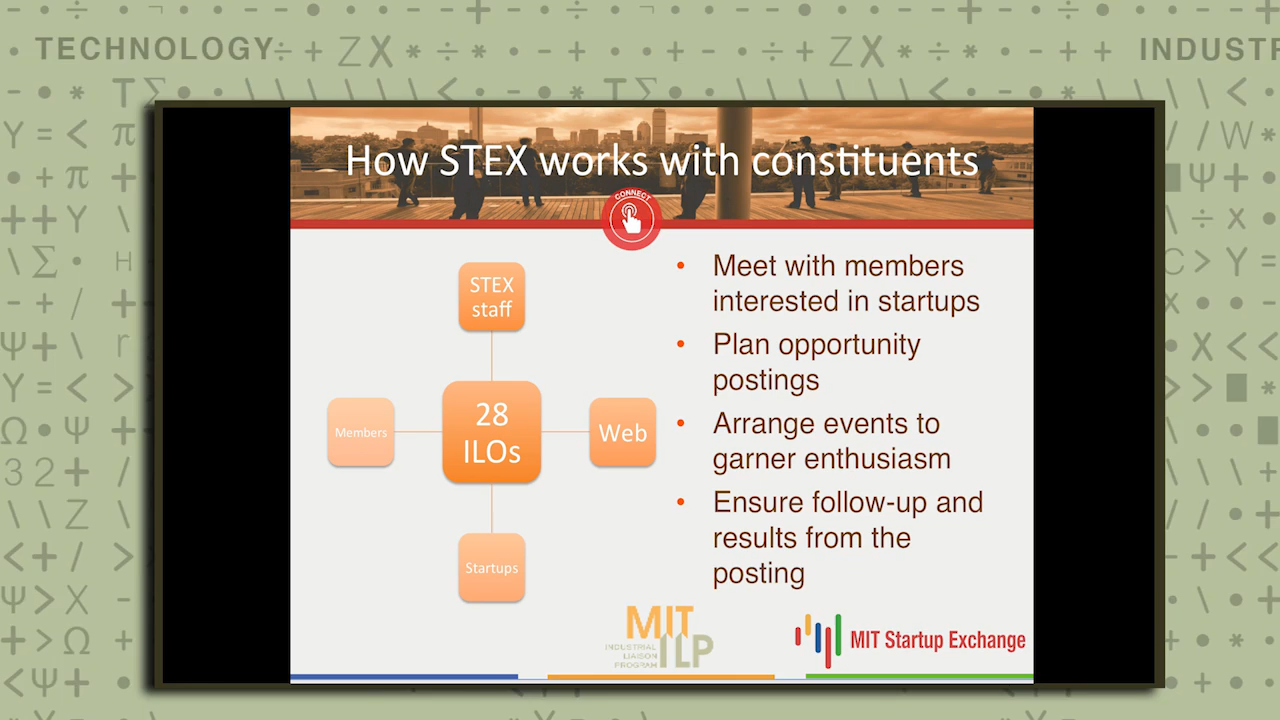 TECHNOLOGY
INDUSTR
How STEX works with constituents
CONNECT
STEX
staff
Members
28
ILOs
Web
Startups
• Meet with members
interested in startups
• Plan opportunity
postings
• Arrange events to
garner enthusiasm
• Ensure follow-up and
results from the
posting
MIT
INDUSTRIAL
LIAISON
PROGRAM
ILP
MIT Startup Exchange